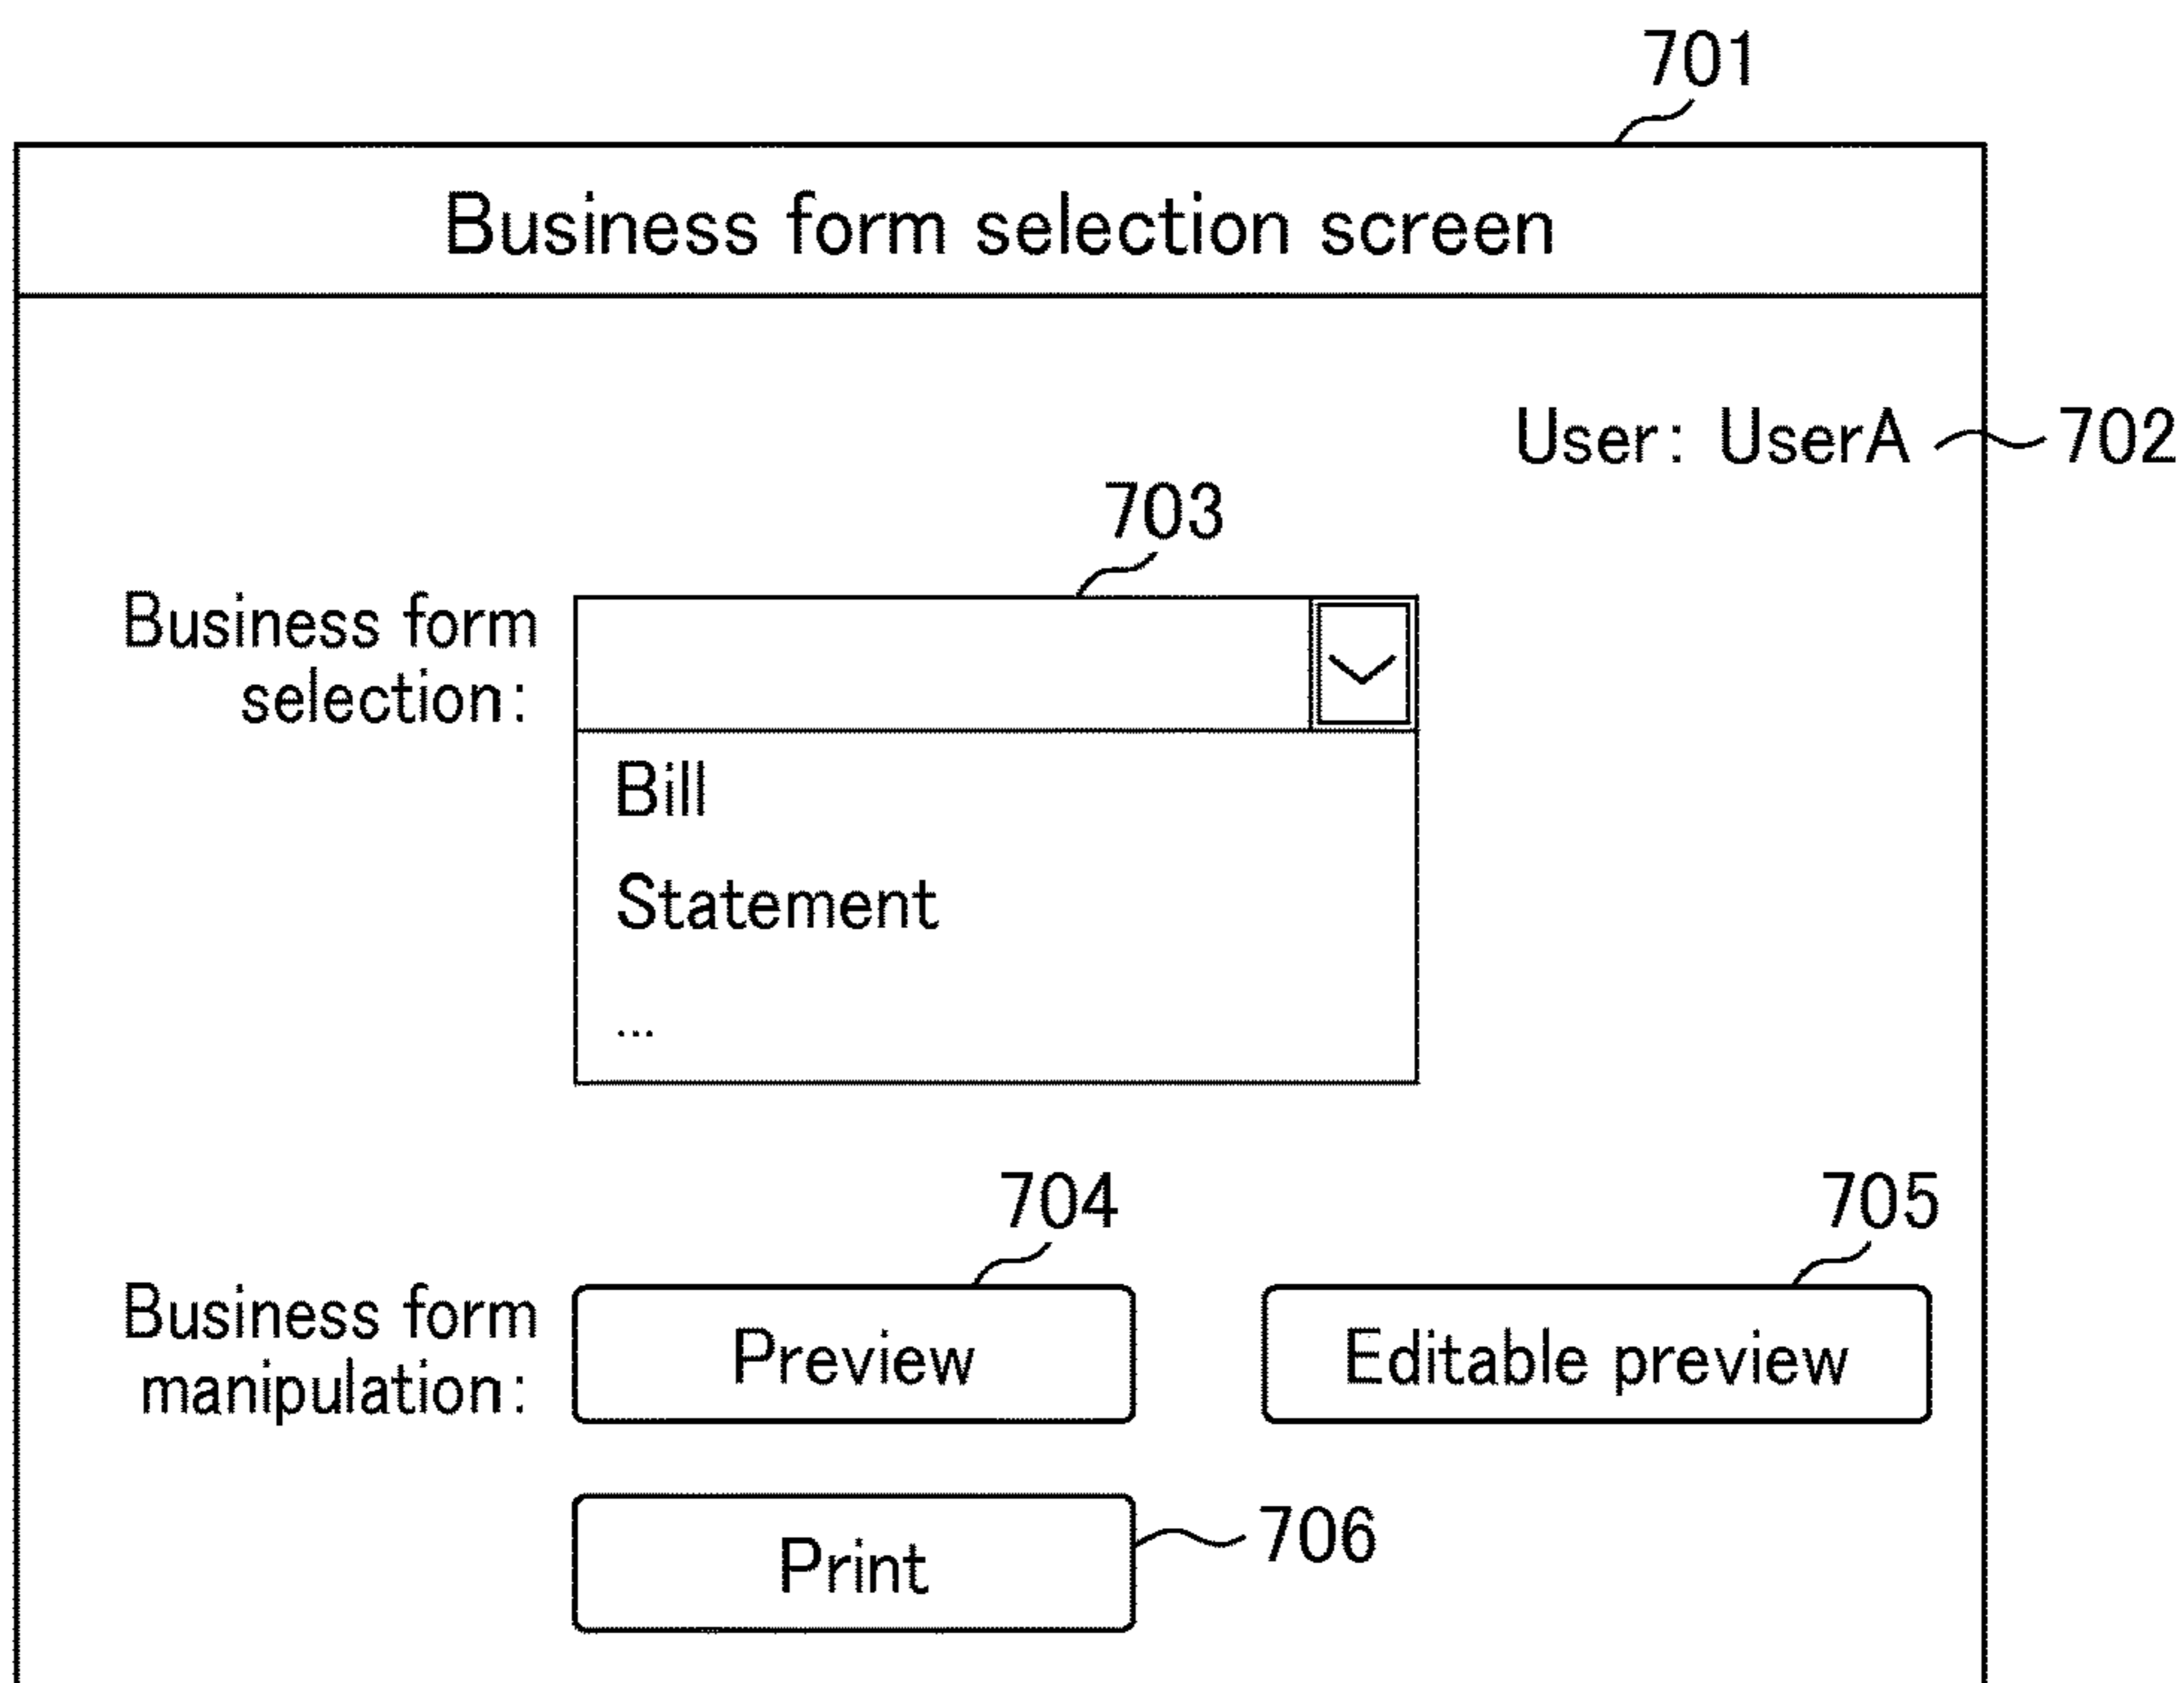 701
Business form selection screen
User: UserA 702
703
Business form
selection:
Bill
Statement
...
704 705
Business form
manipulation:
Preview Editable preview
Print 706